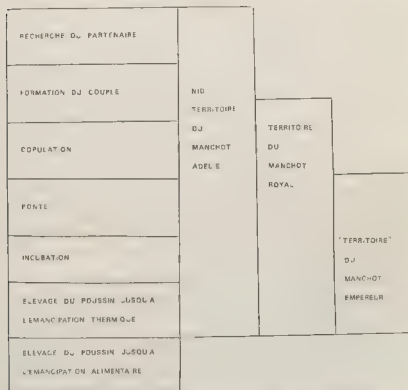 RECHERCHE DU PARTENAIRE
FORMATION DU COUPLE
COPULATION
PONTE
INCUBATION
ELEVAGE DU POUSSIN JUSQU'A
L'EMANCIPATION THERMIQUE
ELEVAGE DU POUSSIN JUSQU'A
L'EMANCIPATION ALIMENTAIRE
NID
TERRITOIRE
DU
MANCHOT
ADELIE
TERRITOIRE
DU
MANCHOT
ROYAL
"TERRITOIRE"
DU
MANCHOT
EMPEREUR